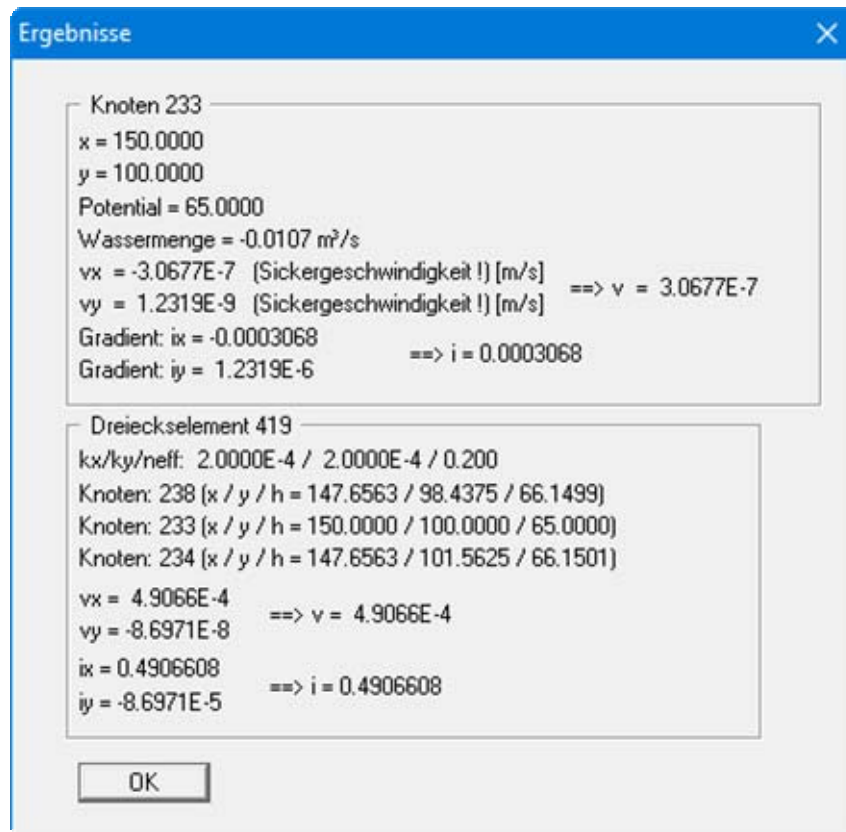 Ergebnisse
Knoten 233
x = 150.0000
y = 100.0000
Potential = 65.0000
Wassermenge = -0.0107 m³/s
vx = -3.0677E-7 (Sickergeschwindigkeit !) [m/s]
vy = 1.2319E-9 (Sickergeschwindigkeit !) [m/s]
==> v = 3.0677E-7
Gradient: ix = -0.0003068
Gradient: iy = 1.2319E-6
==> i = 0.0003068
Dreieckselement 419
kx/ky/neff: 2.0000E-4 / 2.0000E-4 / 0.200
Knoten: 238 (x / y / h = 147.6563 / 98.4375 / 66.1499)
Knoten: 233 (x / y / h = 150.0000 / 100.0000 / 65.0000)
Knoten: 234 (x / y / h = 147.6563 / 101.5625 / 66.1501)
vx = 4.9066E-4
vy = -8.6971E-8
==> v = 4.9066E-4
ix = 0.4906608
iy = -8.6971E-5
==> i = 0.4906608
OK